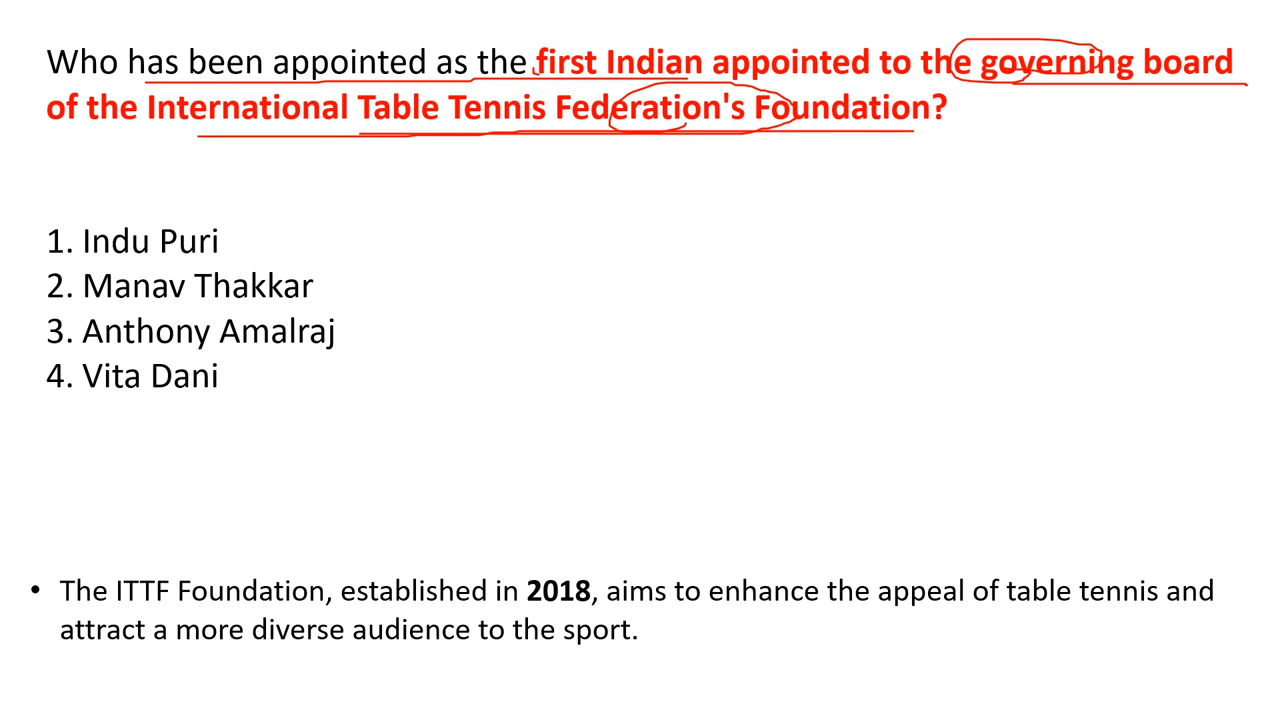 Who has been appointed as the first Indian appointed to the governing board
of the International Table Tennis Federation's Foundation?
1. Indu Puri
2. Manav Thakkar
3. Anthony Amalraj
4. Vita Dani
• The ITTF Foundation, established in 2018, aims to enhance the appeal of table tennis and
attract a more diverse audience to the sport.